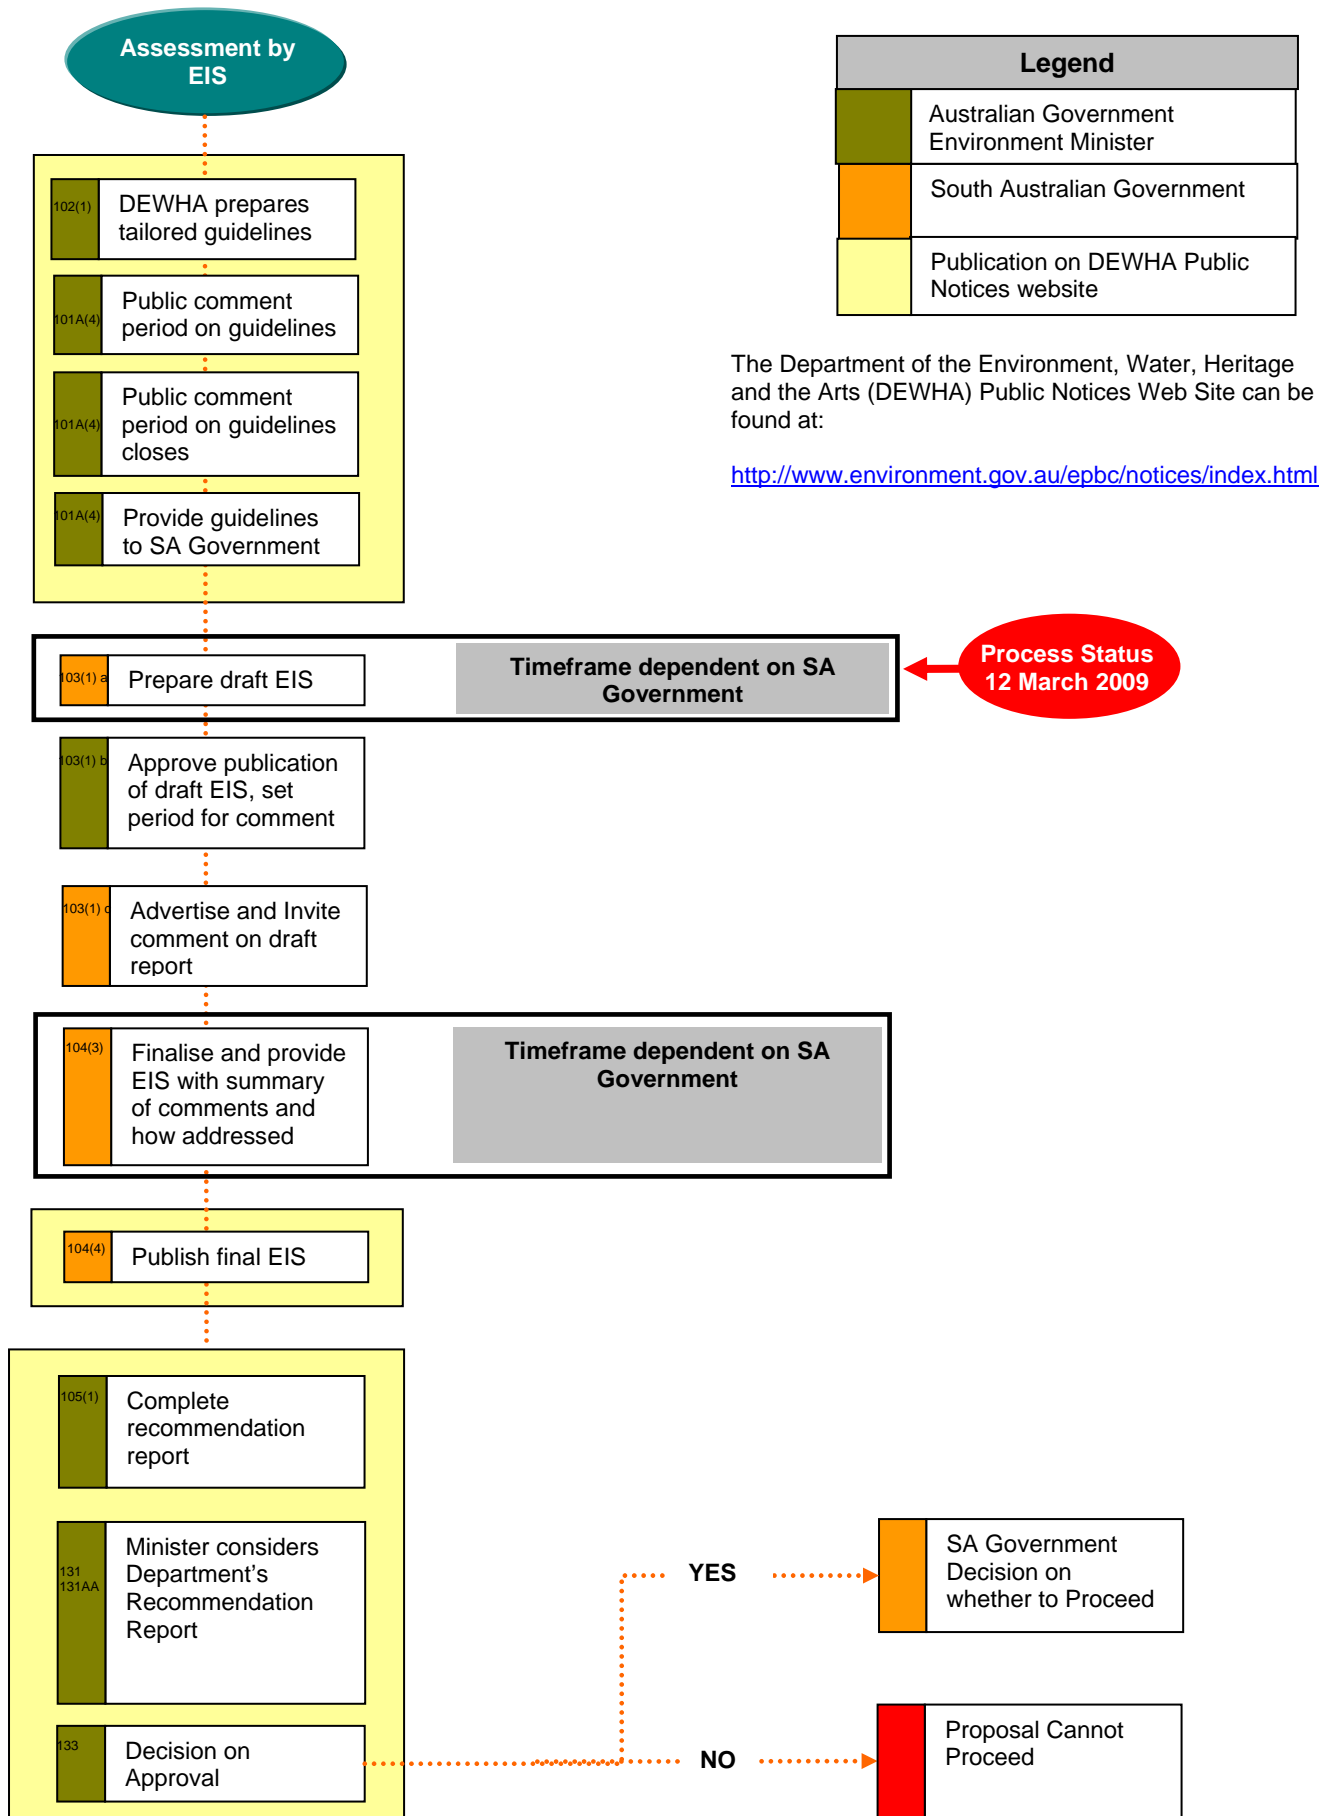 Assessment by
EIS
Legend
Australian Government
Environment Minister
South Australian Government
Publication on DEWHA Public
Notices website
The Department of the Environment, Water, Heritage
and the Arts (DEWHA) Public Notices Web Site can be
found at:
http://www.environment.gov.au/epbc/notices/index.html
102(1)
DEWHA prepares
tailored guidelines
101A(4)
Public comment
period on guidelines
101A(4)
Public comment
period on guidelines
closes
101A(4)
Provide guidelines
to SA Government
103(1) a
Prepare draft EIS
Timeframe dependent on SA
Government
Process Status
12 March 2009
103(1) b
Approve publication
of draft EIS, set
period for comment
103(1) c
Advertise and Invite
comment on draft
report
104(3)
Finalise and provide
EIS with summary
of comments and
how addressed
Timeframe dependent on SA
Government
104(4)
Publish final EIS
105(1)
Complete
recommendation
report
131
131AA
Minister considers
Department's
Recommendation
Report
YES
SA Government
Decision on
whether to Proceed
133
Decision on
Approval
NO
Proposal Cannot
Proceed